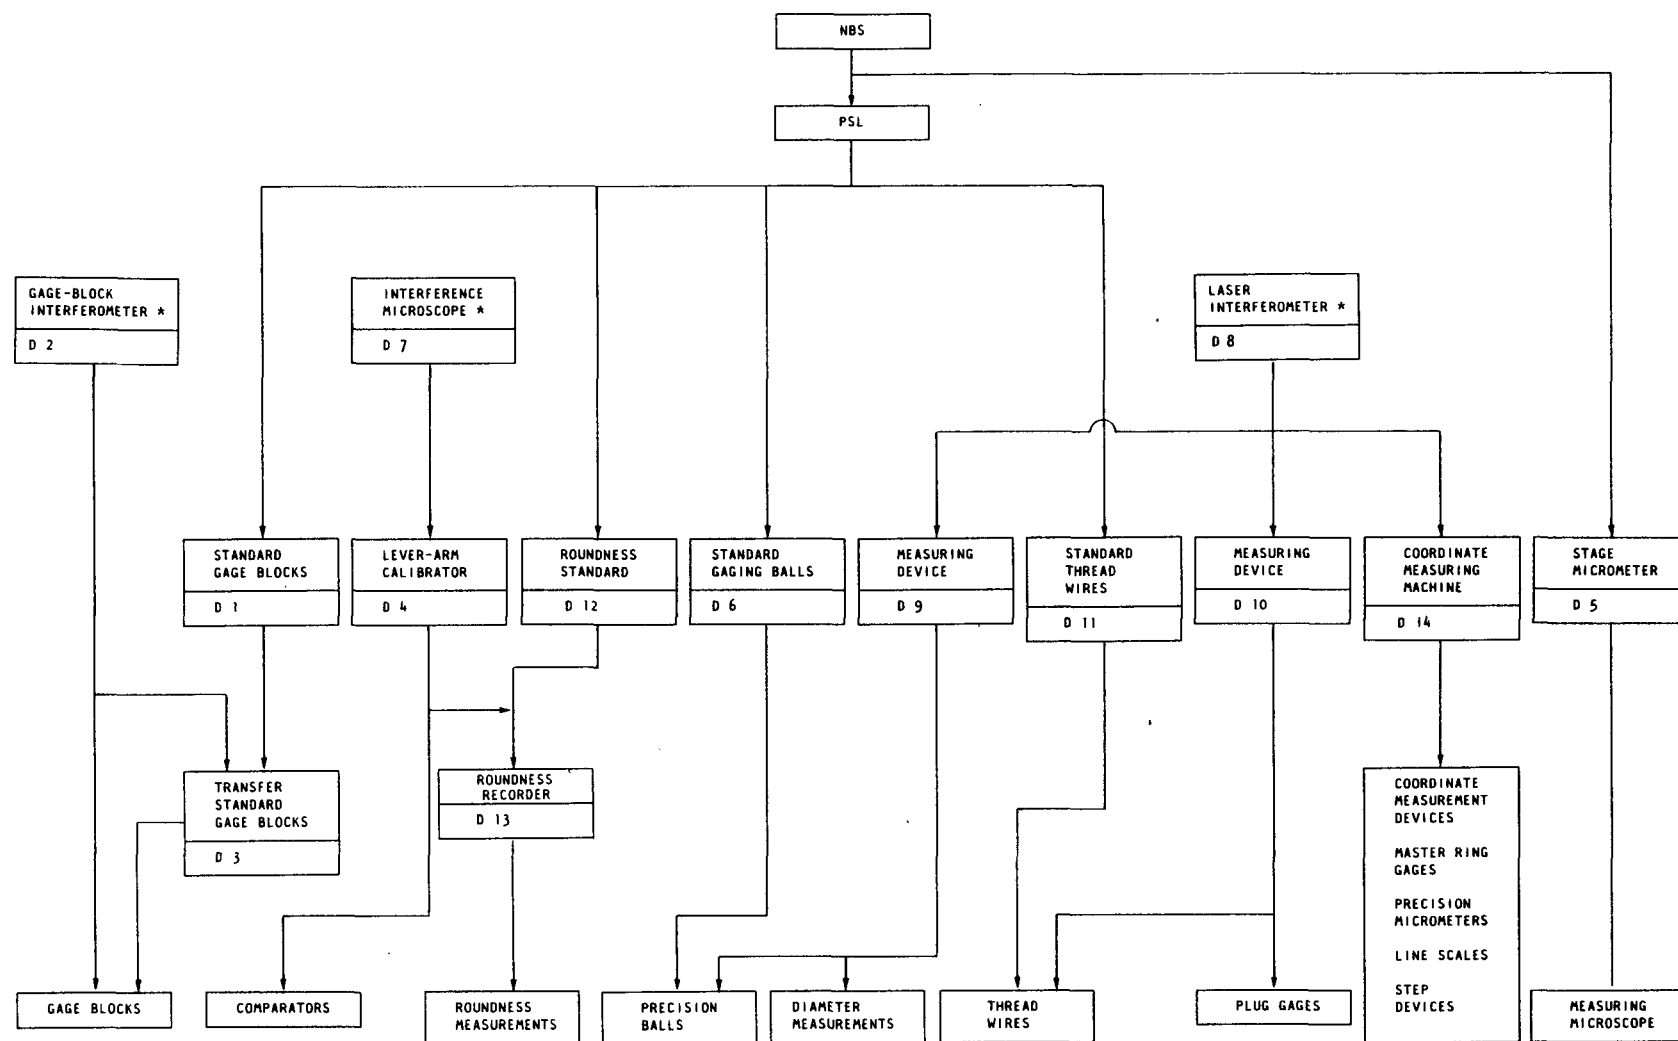 NBS
PSL
GAGE-BLOCK
INTERFEROMETER *
D 2
INTERFERENCE
MICROSCOPE *
D 7
LASER
INTERFEROMETER *
D 8
STANDARD
GAGE BLOCKS
D 1
LEVER-ARM
CALIBRATOR
D 4
ROUNDNESS
STANDARD
D 12
STANDARD
GAGING BALLS
D 6
MEASURING
DEVICE
D 9
STANDARD
THREAD
WIRES
D 11
MEASURING
DEVICE
D 10
COORDINATE
MEASURING
MACHINE
D 14
STAGE
MICROMETER
D 5
TRANSFER
STANDARD
GAGE BLOCKS
D 3
ROUNDNESS
RECORDER
D 13
COORDINATE
MEASUREMENT
DEVICES
MASTER RING
GAGES
PRECISION
MICROMETERS
LINE SCALES
STEP
DEVICES
GAGE BLOCKS
COMPARATORS
ROUNDNESS
MEASUREMENTS
PRECISION
BALLS
DIAMETER
MEASUREMENTS
THREAD
WIRES
PLUG GAGES
MEASURING
MICROSCOPE